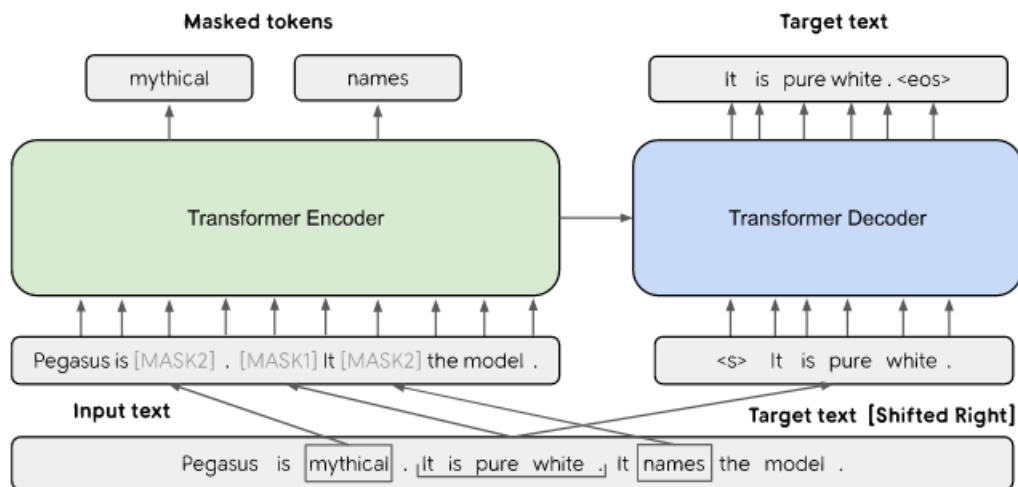 Masked tokens
Target text
mythical
names
It is pure white . <eos>
Transformer Encoder
Transformer Decoder
Pegasus is [MASK2] . [MASK1] It [MASK2] the model .
<s> It is pure white .
Input text
Target text [Shifted Right]
Pegasus is mythical . It is pure white . It names the model .